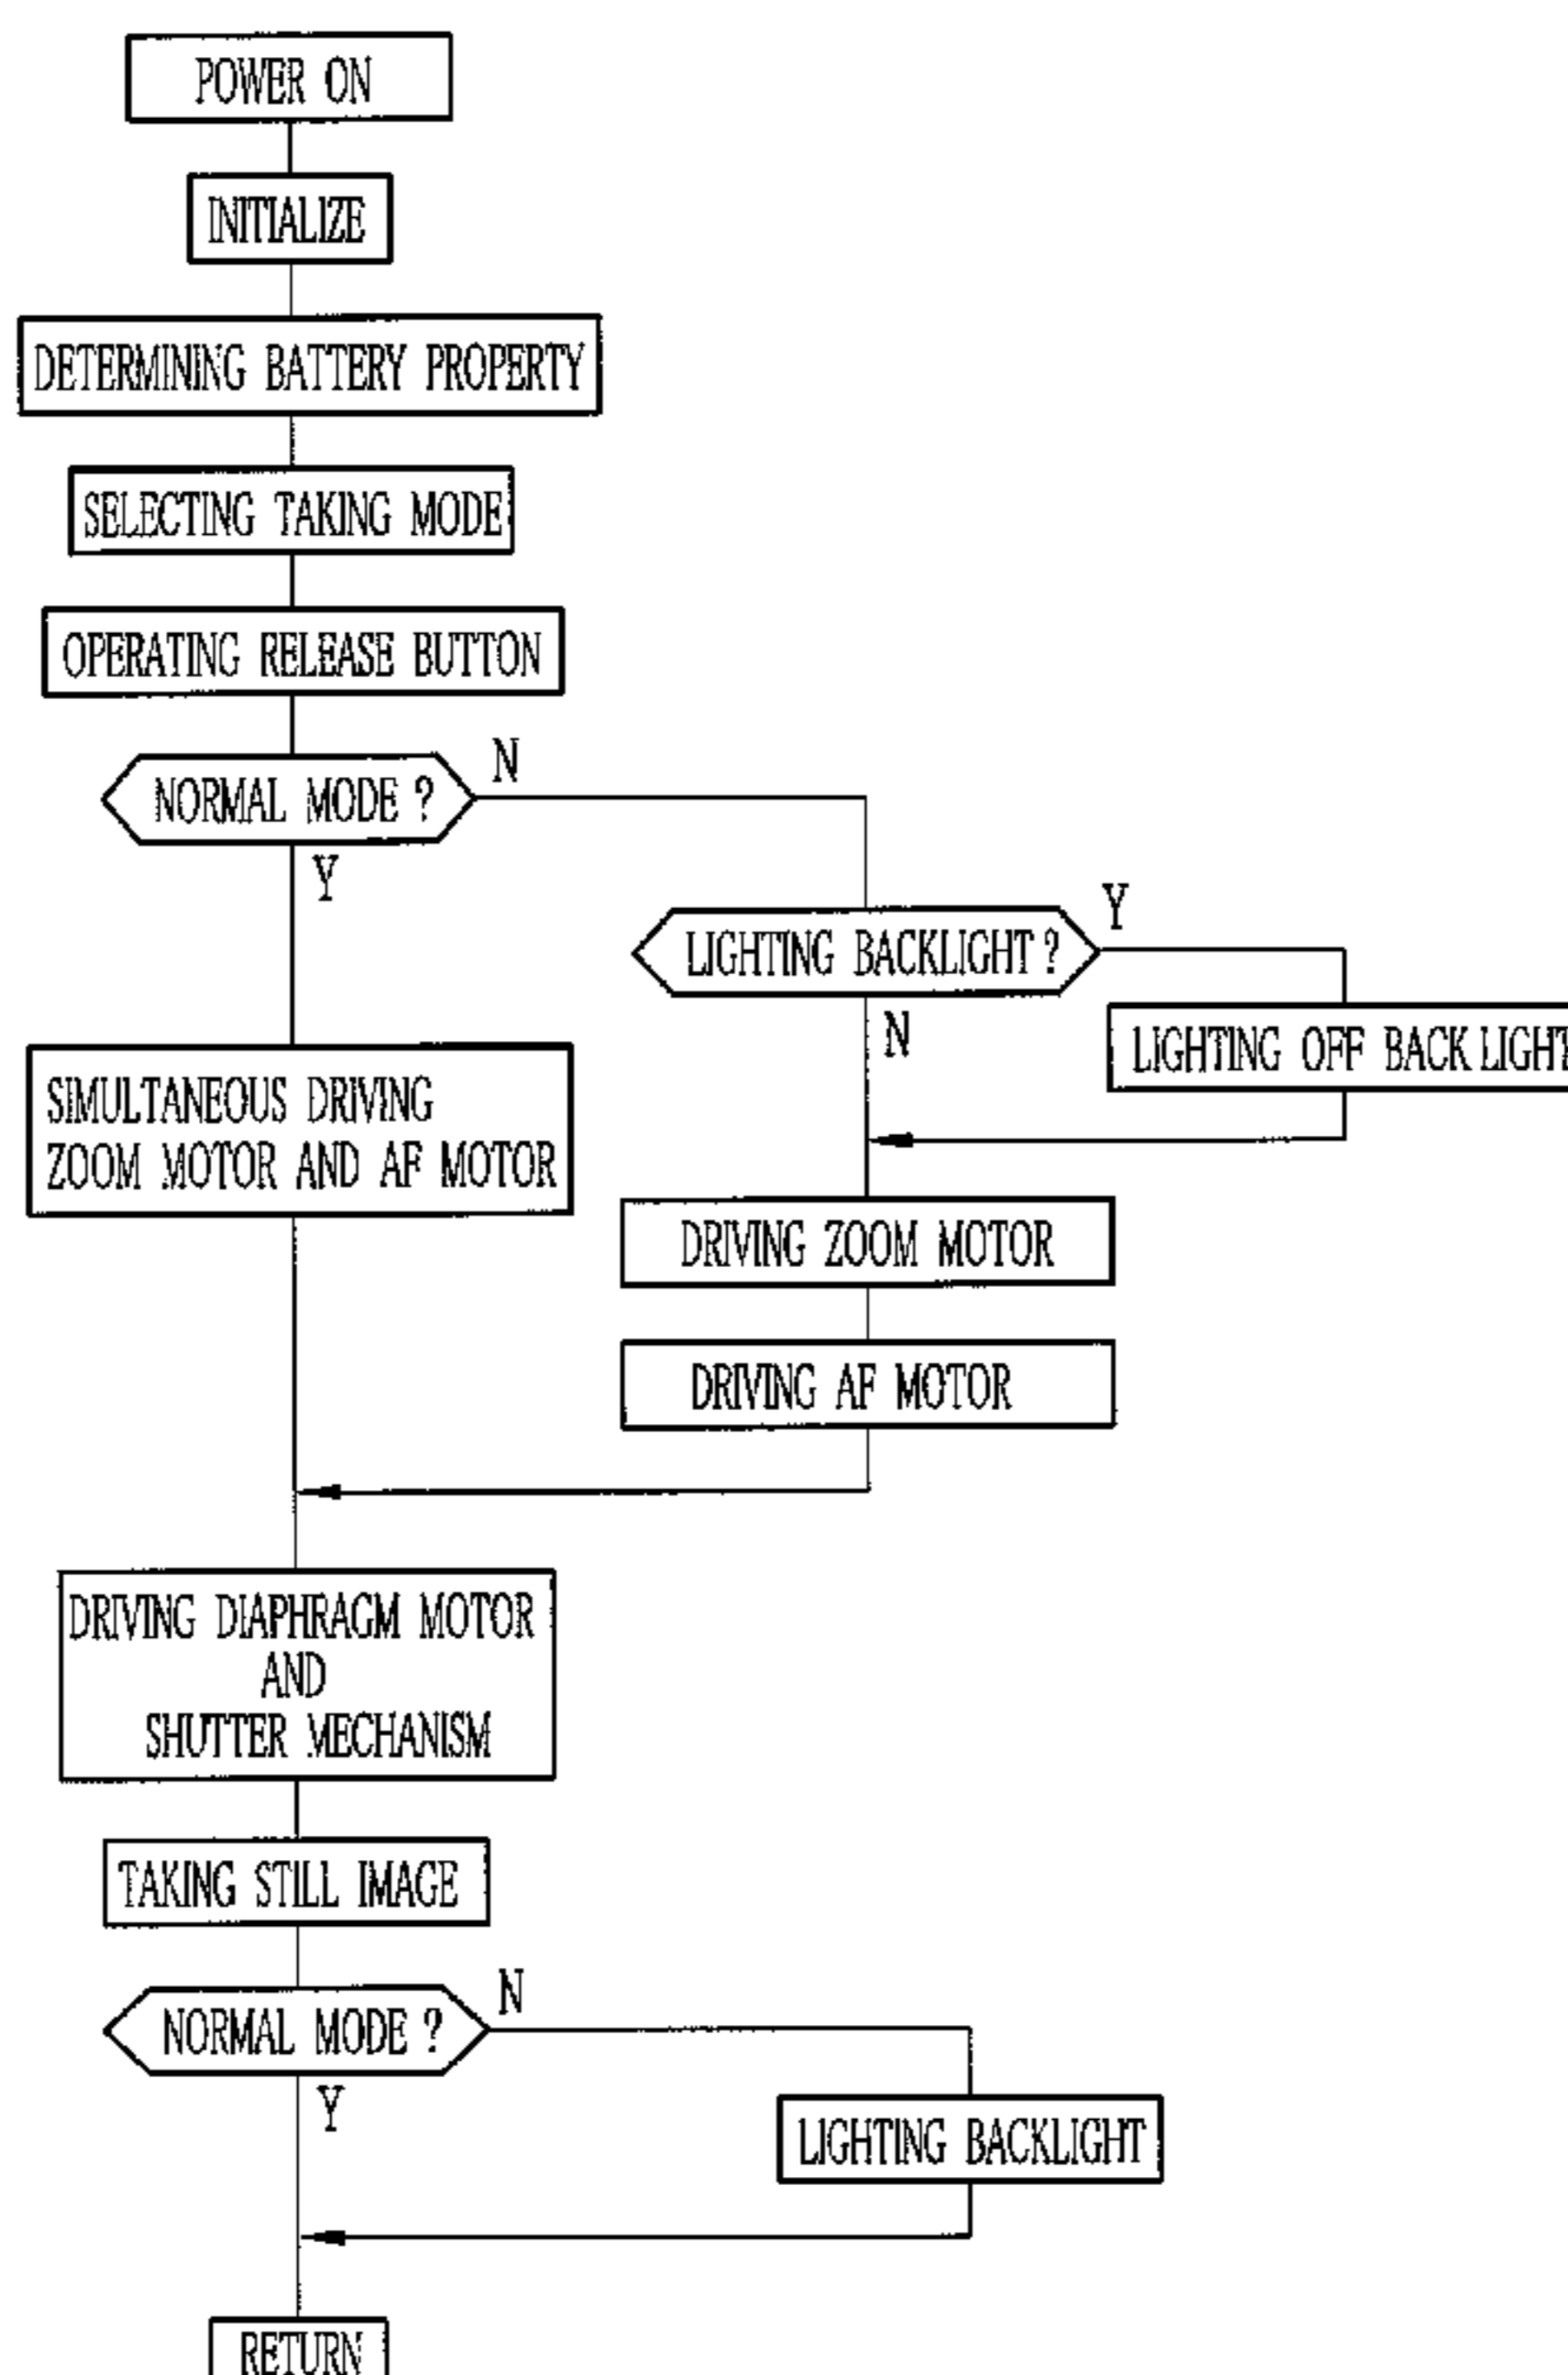 POWER ON
INITIALIZE
DETERMINING BATTERY PROPERTY
SELECTING TAKING MODE
OPERATING RELEASE BUTTON
NORMAL MODE ?
N
Y
LIGHTING BACKLIGHT ?
Y
N
LIGHTING OFF BACK LIGHT
SIMULTANEOUS DRIVING
ZOOM MOTOR AND AF MOTOR
DRIVING ZOOM MOTOR
DRIVING AF MOTOR
DRIVING DIAPHRAGM MOTOR
AND
SHUTTER MECHANISM
TAKING STILL IMAGE
NORMAL MODE ?
N
Y
LIGHTING BACKLIGHT
RETURN